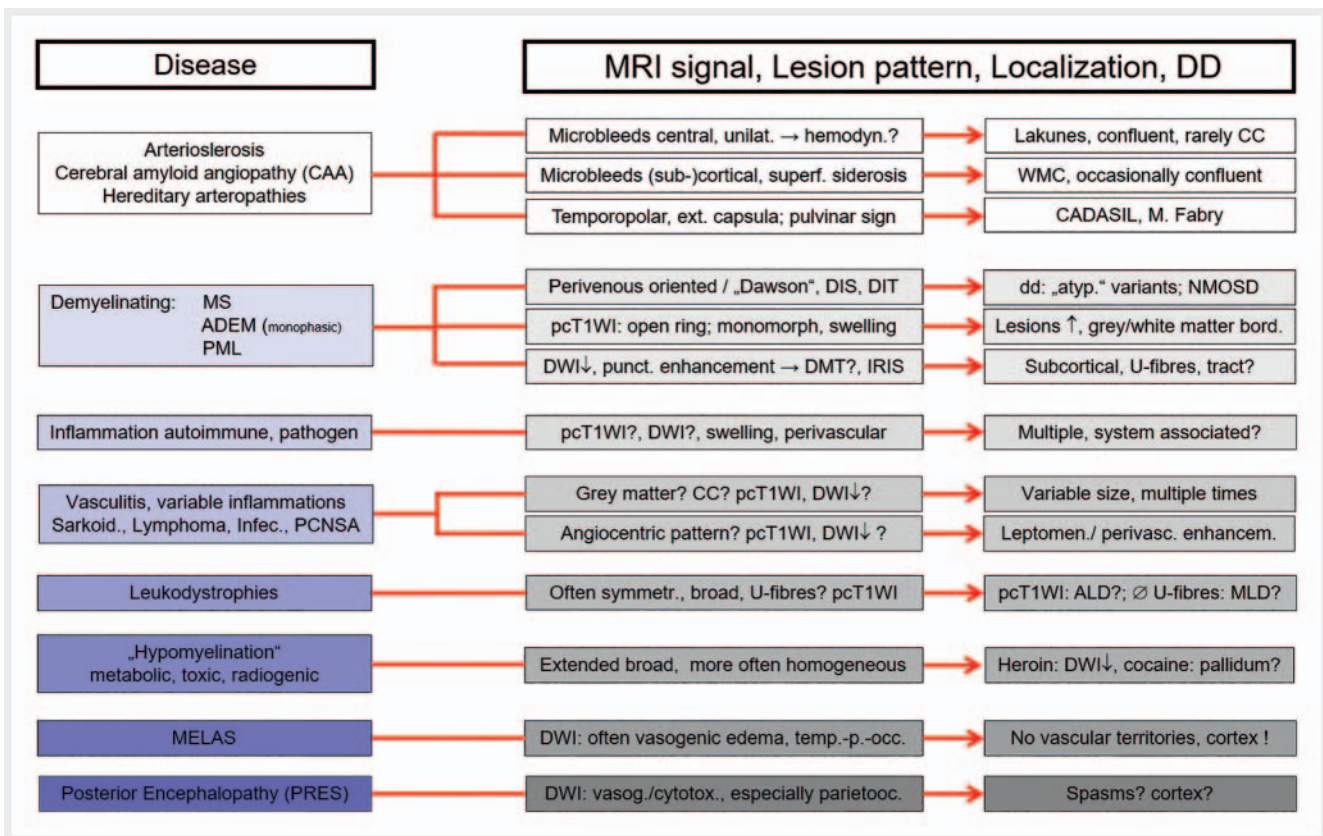 Disease
MRI signal, Lesion pattern, Localization, DD
Arterioslerosis
Cerebral amyloid angiopathy (CAA)
Hereditary arteropathies
Microbleeds central, unilat. → hemodyn.?
Lakunes, confluent, rarely CC
Microbleeds (sub-)cortical, superf. siderosis
WMC, occasionally confluent
Temporopolar, ext. capsula; pulvinar sign
CADASIL, M. Fabry
Demyelinating: MS
ADEM (monophasic)
PML
Perivenous oriented / „Dawson“, DIS, DIT
dd: „atyp.“ variants; NMOSD
pcT1WI: open ring; monomorph, swelling
Lesions ↑, grey/white matter bord.
DWI↓, punct. enhancement → DMT?, IRIS
Subcortical, U-fibres, tract?
Inflammation autoimmune, pathogen
pcT1WI?, DWI?, swelling, perivascular
Multiple, system associated?
Vasculitis, variable inflammations
Sarkoid., Lymphoma, Infec., PCNSA
Grey matter? CC? pcT1WI, DWI↓?
Variable size, multiple times
Angiocentric pattern? pcT1WI, DWI↓ ?
Leptomen./ perivasc. enhancem.
Leukodystrophies
Often symmetr., broad, U-fibres? pcT1WI
pcT1WI: ALD?; ∅ U-fibres: MLD?
„Hypomyelination“
metabolic, toxic, radiogenic
Extended broad, more often homogeneous
Heroin: DWI↓, cocaine: pallidum?
MELAS
DWI: often vasogenic edema, temp.-p.-occ.
No vascular territories, cortex !
Posterior Encephalopathy (PRES)
DWI: vasog./cytotox., especially parietooc.
Spasms? cortex?